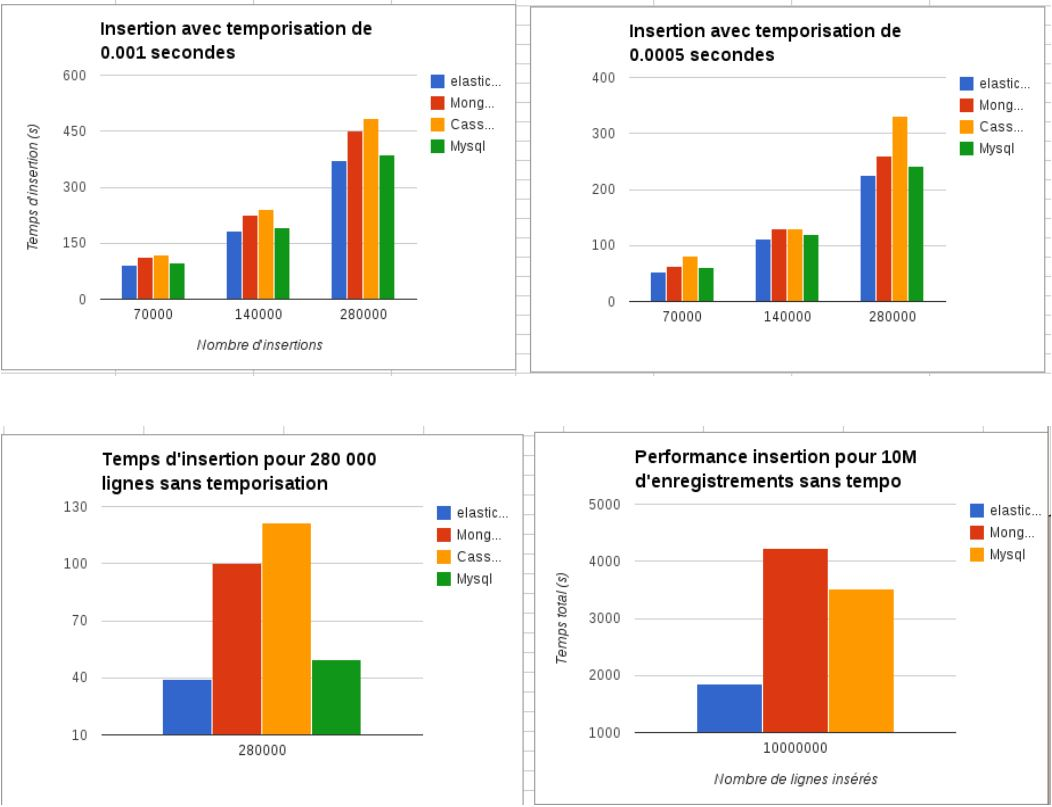 Insertion avec temporisation de
0.001 secondes
600
450
300
150
0
Temps d'insertion (s)
70000
140000
280000
Nombre d'insertions
elastic...
Mong...
Cass...
Mysql
Insertion avec temporisation de
0.0005 secondes
400
300
200
100
0
70000
140000
280000
elastic...
Mong...
Cass...
Mysql
Temps d'insertion pour 280 000
lignes sans temporisation
130
100
70
40
10
280000
elastic...
Mong...
Cass...
Mysql
Performance insertion pour 10M
d'enregistrements sans tempo
5000
4000
3000
2000
1000
Temps total (s)
10000000
Nombre de lignes insérés
elastic...
Mong...
Mysql